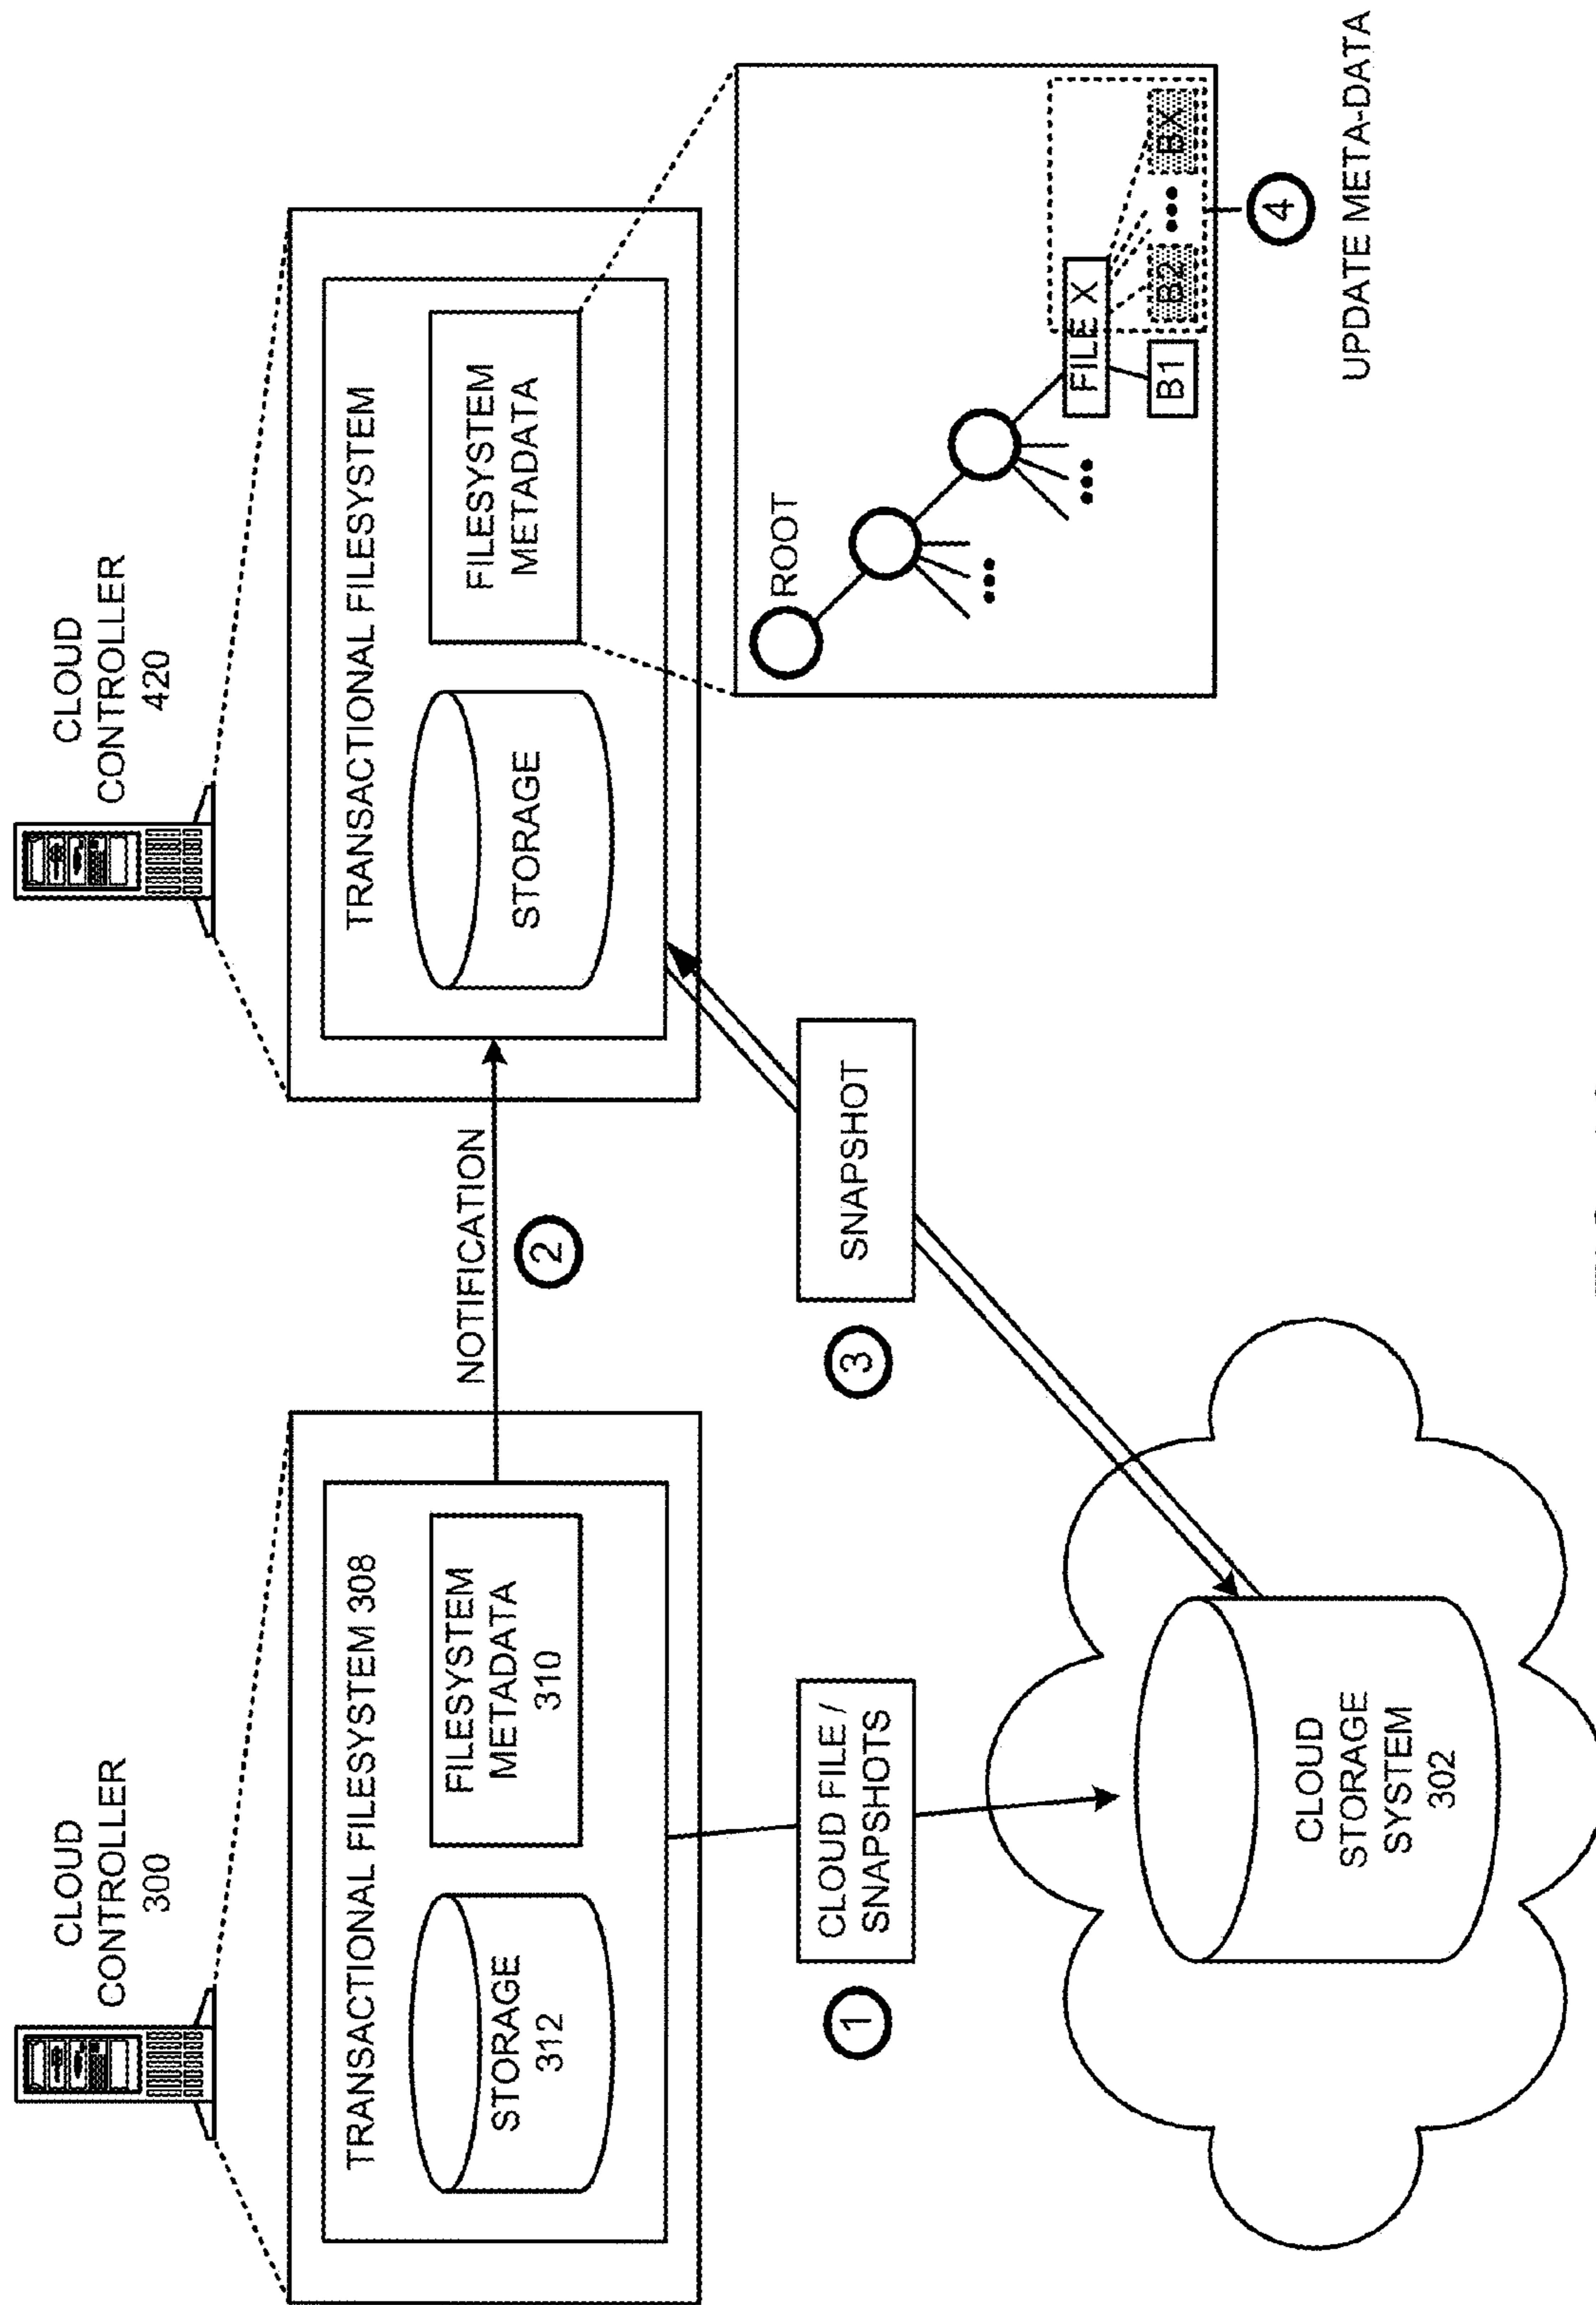 CLOUD
CONTROLLER
300
TRANSACTIONAL FILESYSTEM 308
STORAGE
312
FILESYSTEM
METADATA
310
NOTIFICATION
2
CLOUD
CONTROLLER
420
TRANSACTIONAL FILESYSTEM
STORAGE
FILESYSTEM
METADATA
1
CLOUD FILE /
SNAPSHOTS
3
SNAPSHOT
ROOT
FILE X
B1
B2
BX
4
UPDATE META-DATA
CLOUD
STORAGE
SYSTEM
302